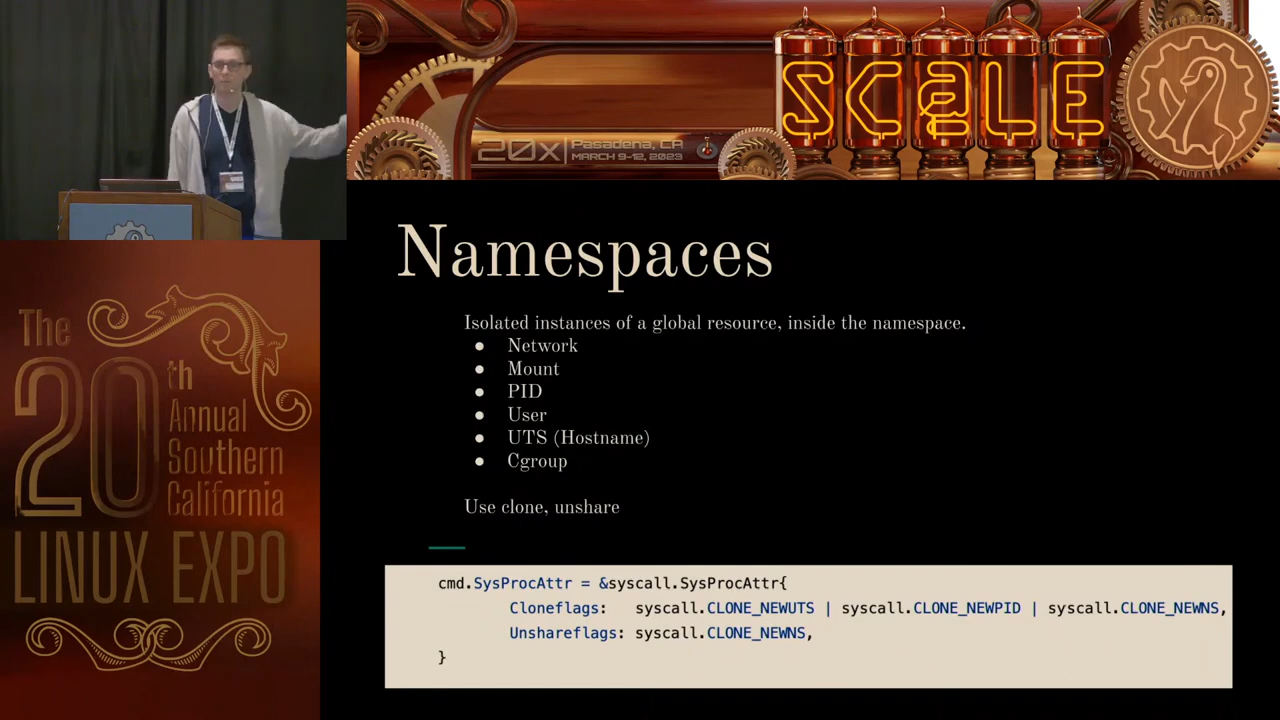 SCaLE
20x
Pasadena, CA
MARCH 9-12, 2023
The
20th
Annual
Southern
California
LINUX EXPO
Namespaces
Isolated instances of a global resource, inside the namespace.
● Network
● Mount
● PID
● User
● UTS (Hostname)
● Cgroup
Use clone, unshare
cmd.SysProcAttr = &syscall.SysProcAttr{
Cloneflags: syscall.CLONE_NEWUTS | syscall.CLONE_NEWPID | syscall.CLONE_NEWNS,
Unshareflags: syscall.CLONE_NEWNS,
}